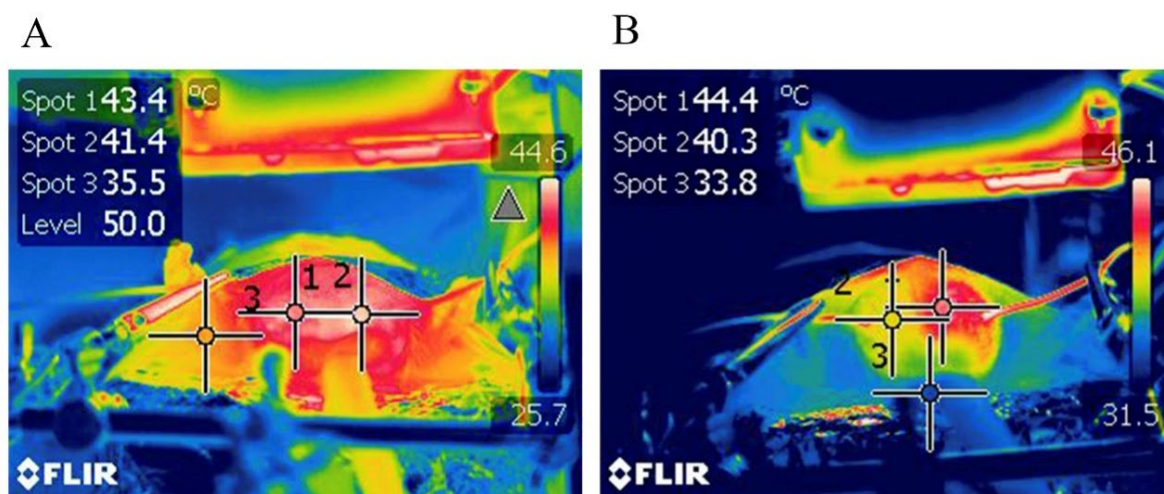 A
B
Spot 1 43.4 °C
Spot 2 41.4
Spot 3 35.5
Level 50.0
44.6
1 2
3
25.7
FLIR
Spot 1 44.4 °C
Spot 2 40.3
Spot 3 33.8
46.1
2
3
31.5
FLIR